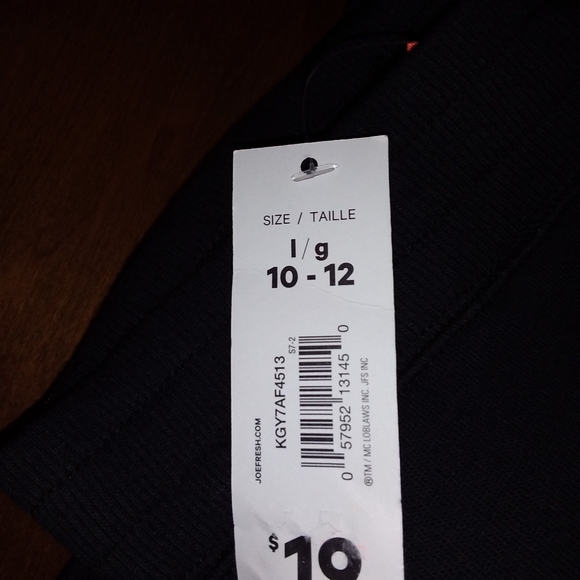 SIZE / TAILLE
l/g
10 - 12
JOEFRESH.COM
KGY7AF4513
S7-2
0 57952 13145 0
®TM / MC LOBLAWS INC. JFS INC
$19